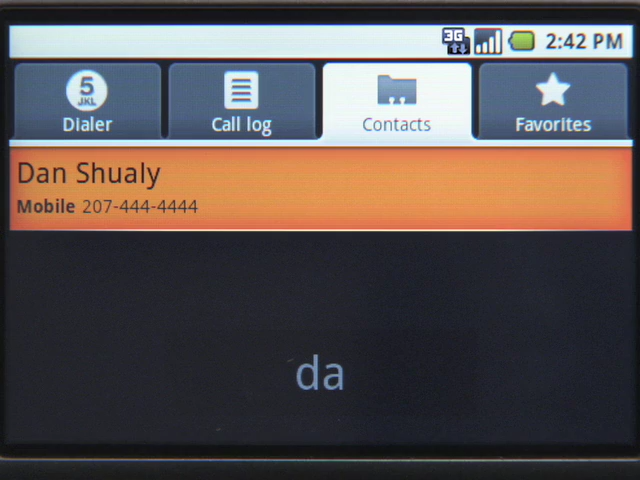 3G 2:42 PM
5
JKL
Dialer Call log Contacts Favorites
Dan Shualy
Mobile 207-444-4444
da